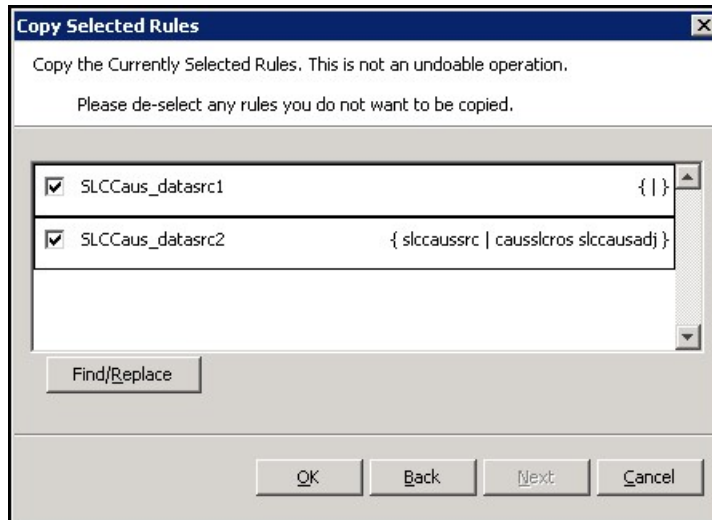 Copy Selected Rules
Copy the Currently Selected Rules. This is not an undoable operation.
Please de-select any rules you do not want to be copied.
SLCCaus_datasrc1 { | }
SLCCaus_datasrc2 { slccaussrc | causslcros slccausadj }
Find/Replace
OK Back Next Cancel